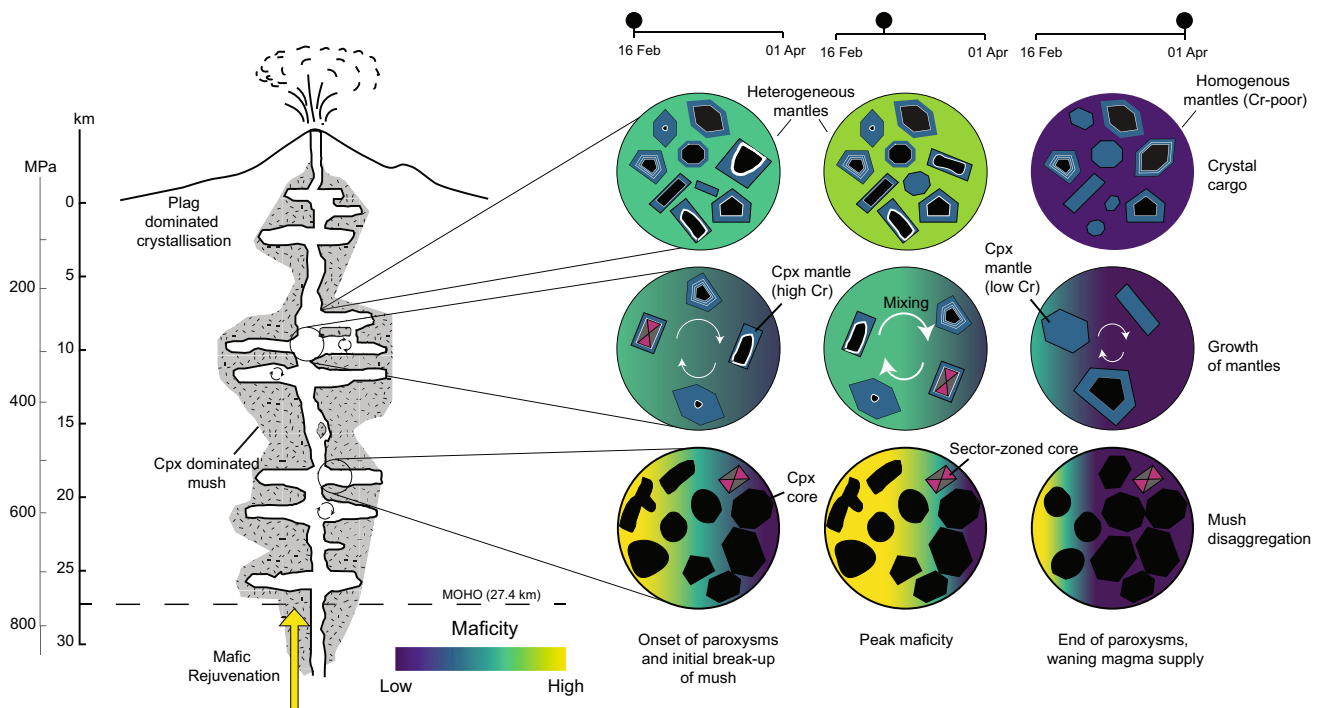 16 Feb
01 Apr
16 Feb
01 Apr
16 Feb
01 Apr
km
MPa
0
5
200
10
400
15
20
600
25
800
30
Plag
dominated
crystallisation
Cpx dominated
mush
MOHO (27.4 km)
Mafic
Rejuvenation
Maficity
Low
High
Heterogeneous
mantles
Homogenous
mantles (Cr-poor)
Crystal
cargo
Cpx mantle
(high Cr)
Mixing
Cpx
mantle
(low Cr)
Growth
of mantles
Cpx
core
Sector-zoned core
Mush
disaggregation
Onset of paroxysms
and initial break-up
of mush
Peak maficity
End of paroxysms,
waning magma supply